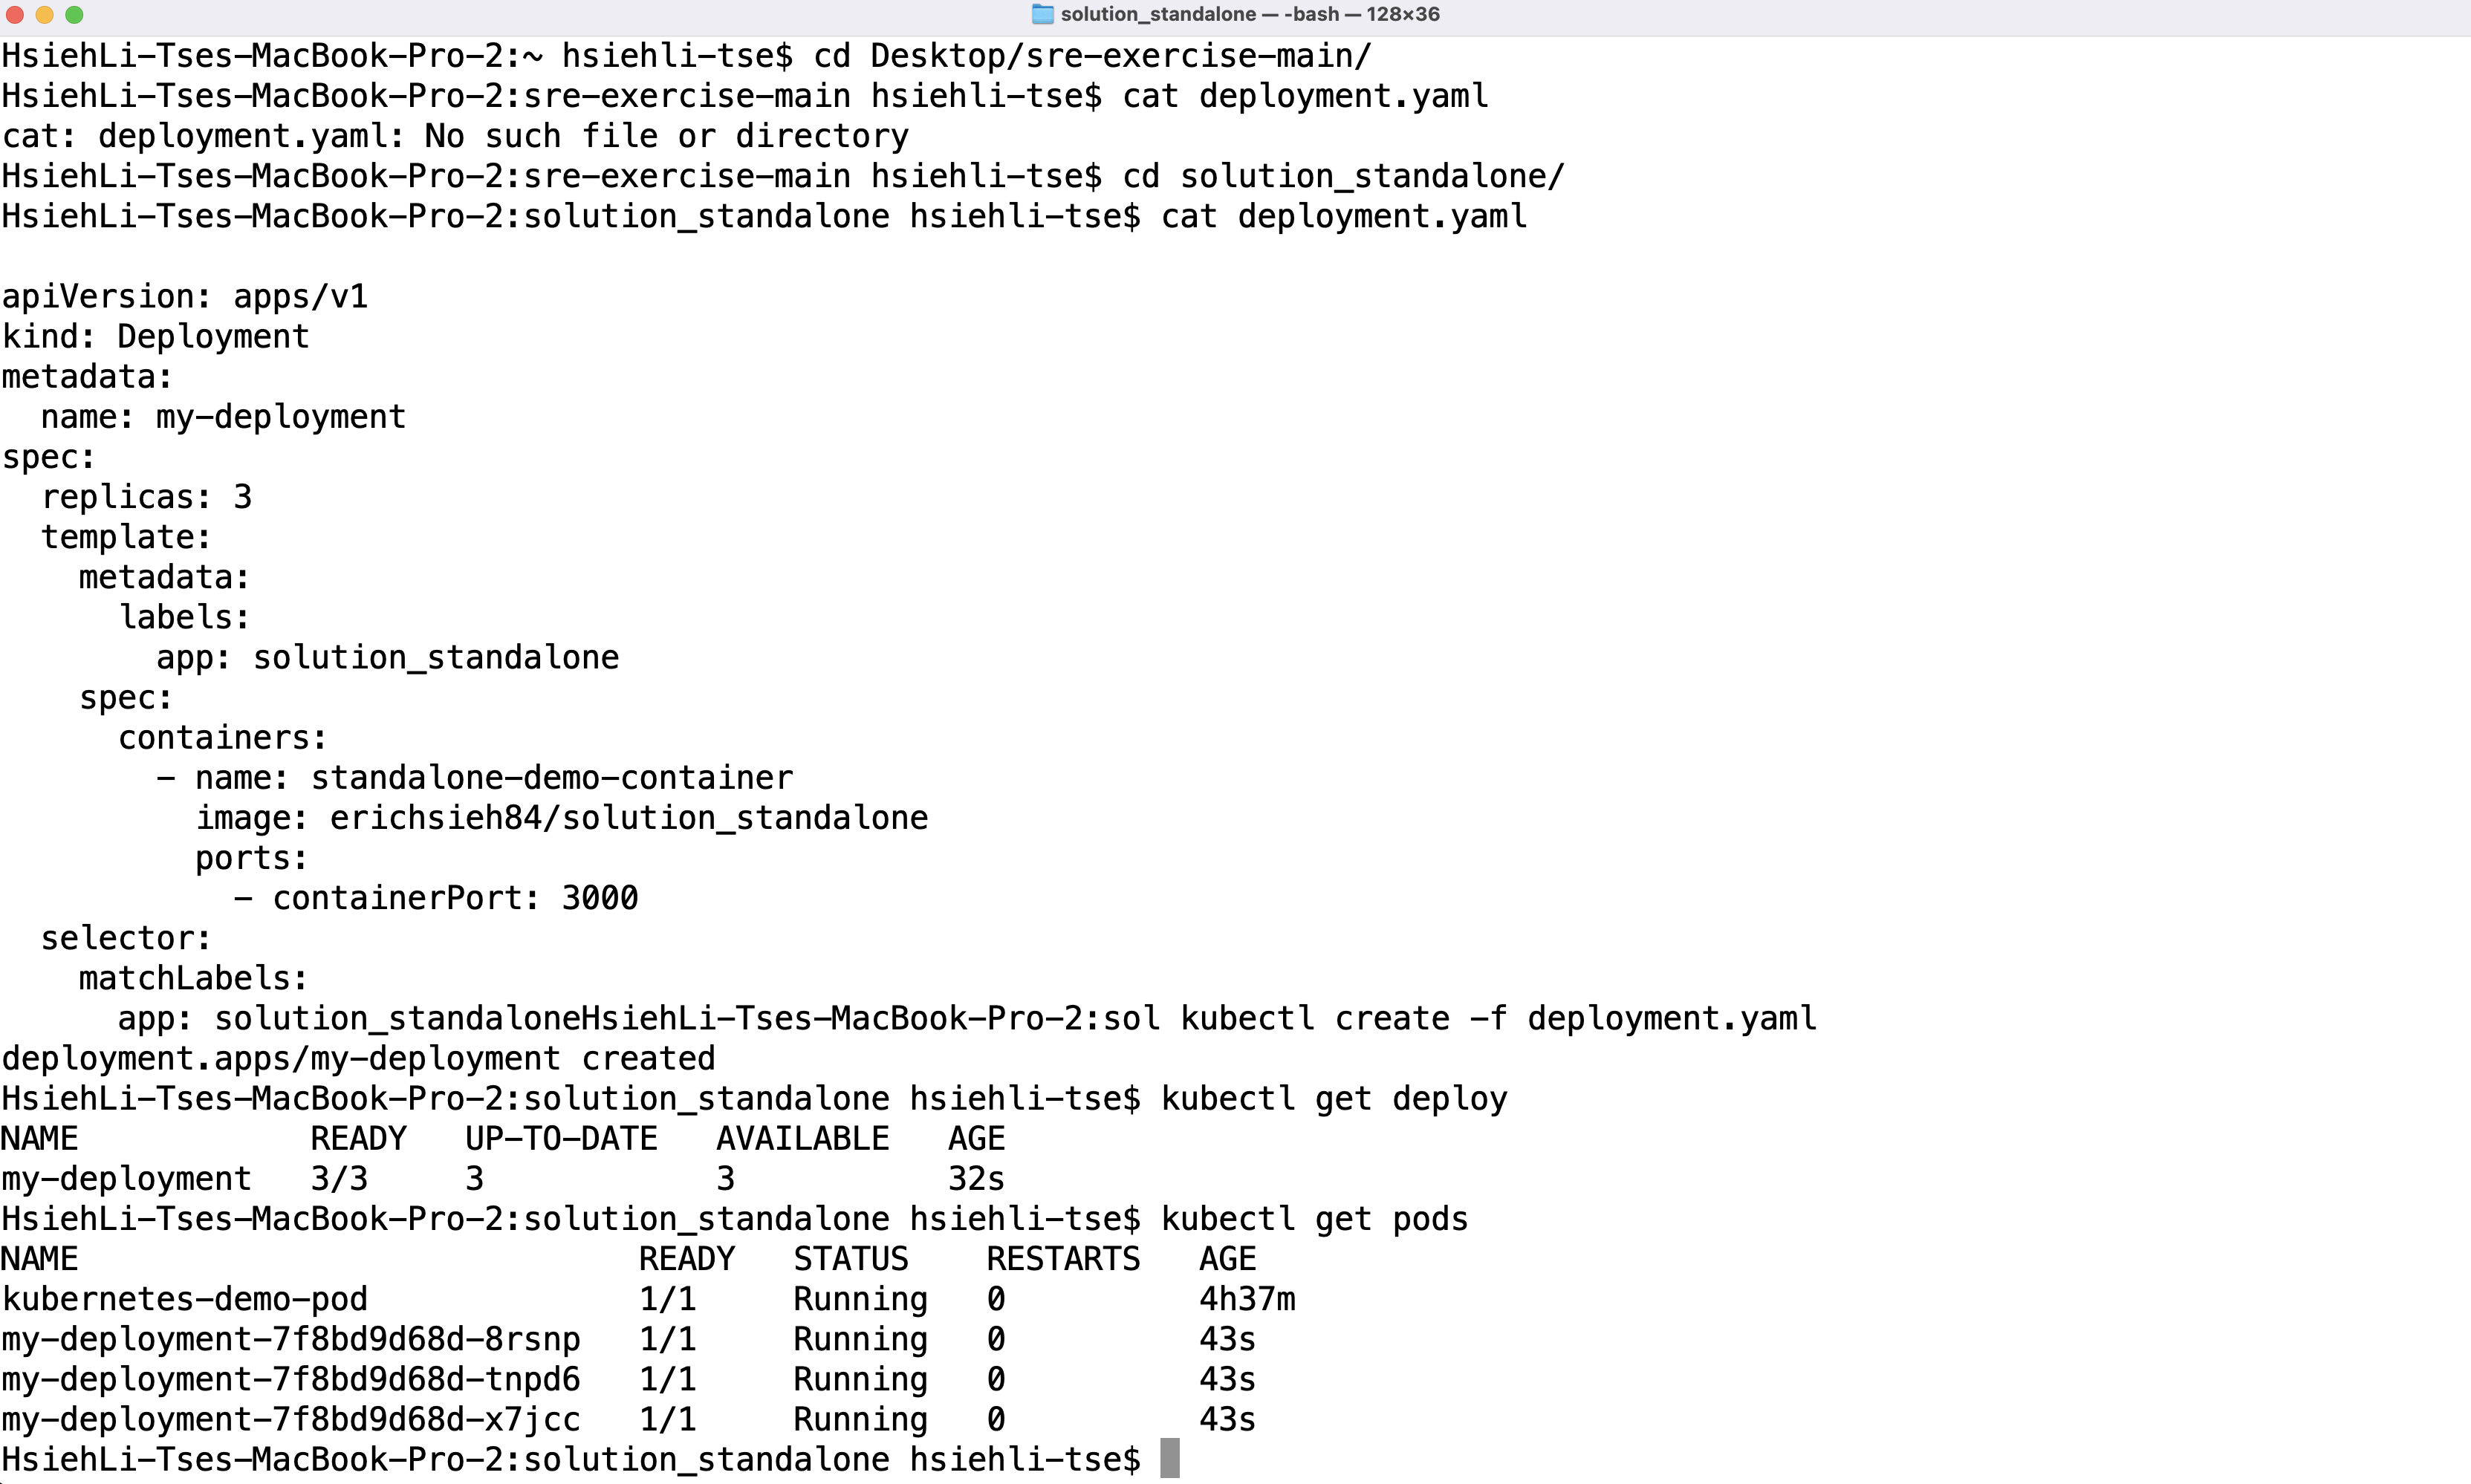 solution_standalone — -bash — 128×36
HsiehLi-Tses-MacBook-Pro-2:~ hsiehli-tse$ cd Desktop/sre-exercise-main/
HsiehLi-Tses-MacBook-Pro-2:sre-exercise-main hsiehli-tse$ cat deployment.yaml
cat: deployment.yaml: No such file or directory
HsiehLi-Tses-MacBook-Pro-2:sre-exercise-main hsiehli-tse$ cd solution_standalone/
HsiehLi-Tses-MacBook-Pro-2:solution_standalone hsiehli-tse$ cat deployment.yaml

apiVersion: apps/v1
kind: Deployment
metadata:
  name: my-deployment
spec:
  replicas: 3
  template:
    metadata:
      labels:
        app: solution_standalone
    spec:
      containers:
        - name: standalone-demo-container
          image: erichsieh84/solution_standalone
          ports:
            - containerPort: 3000
  selector:
    matchLabels:
      app: solution_standaloneHsiehLi-Tses-MacBook-Pro-2:sol kubectl create -f deployment.yaml
deployment.apps/my-deployment created
HsiehLi-Tses-MacBook-Pro-2:solution_standalone hsiehli-tse$ kubectl get deploy
NAME            READY   UP-TO-DATE   AVAILABLE   AGE
my-deployment   3/3     3            3           32s
HsiehLi-Tses-MacBook-Pro-2:solution_standalone hsiehli-tse$ kubectl get pods
NAME                             READY   STATUS    RESTARTS   AGE
kubernetes-demo-pod              1/1     Running   0          4h37m
my-deployment-7f8bd9d68d-8rsnp   1/1     Running   0          43s
my-deployment-7f8bd9d68d-tnpd6   1/1     Running   0          43s
my-deployment-7f8bd9d68d-x7jcc   1/1     Running   0          43s
HsiehLi-Tses-MacBook-Pro-2:solution_standalone hsiehli-tse$